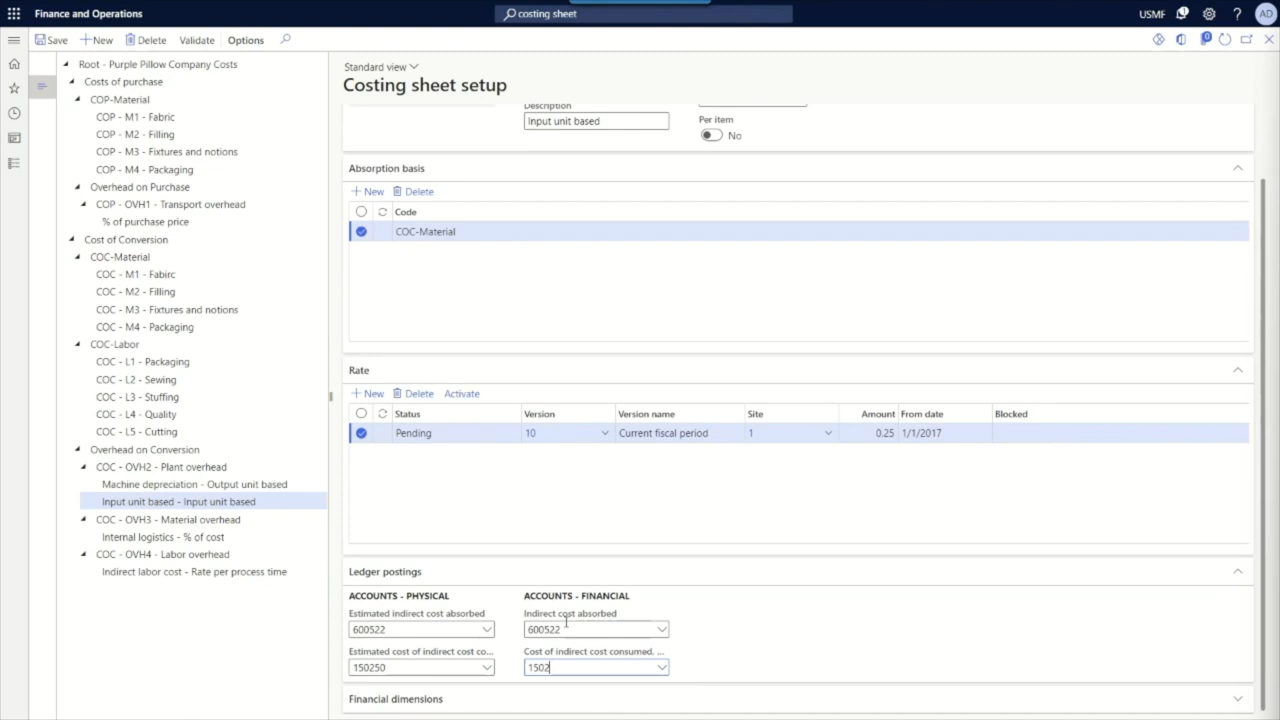 Finance and Operations
costing sheet
USMF
?
AD
Save
New
Delete
Validate
Options
0
Root - Purple Pillow Company Costs
Costs of purchase
COP-Material
COP - M1 - Fabric
COP - M2 - Filling
COP - M3 - Fixtures and notions
COP - M4 - Packaging
Overhead on Purchase
COP - OVH1 - Transport overhead
% of purchase price
Cost of Conversion
COC-Material
COC - M1 - Fabirc
COC - M2 - Filling
COC - M3 - Fixtures and notions
COC - M4 - Packaging
COC-Labor
COC - L1 - Packaging
COC - L2 - Sewing
COC - L3 - Stuffing
COC - L4 - Quality
COC - L5 - Cutting
Overhead on Conversion
COC - OVH2 - Plant overhead
Machine depreciation - Output unit based
Input unit based - Input unit based
COC - OVH3 - Material overhead
Internal logistics - % of cost
COC - OVH4 - Labor overhead
Indirect labor cost - Rate per process time
Standard view
Costing sheet setup
Description
Input unit based
Per item
No
Absorption basis
New Delete
Code
COC-Material
Rate
New Delete Activate
Status Version Version name Site Amount From date Blocked
Pending 10 Current fiscal period 1 0.25 1/1/2017
Ledger postings
ACCOUNTS - PHYSICAL
Estimated indirect cost absorbed
600522
Estimated cost of indirect cost co...
150250
ACCOUNTS - FINANCIAL
Indirect cost absorbed
600522
Cost of indirect cost consumed, ...
1502
Financial dimensions